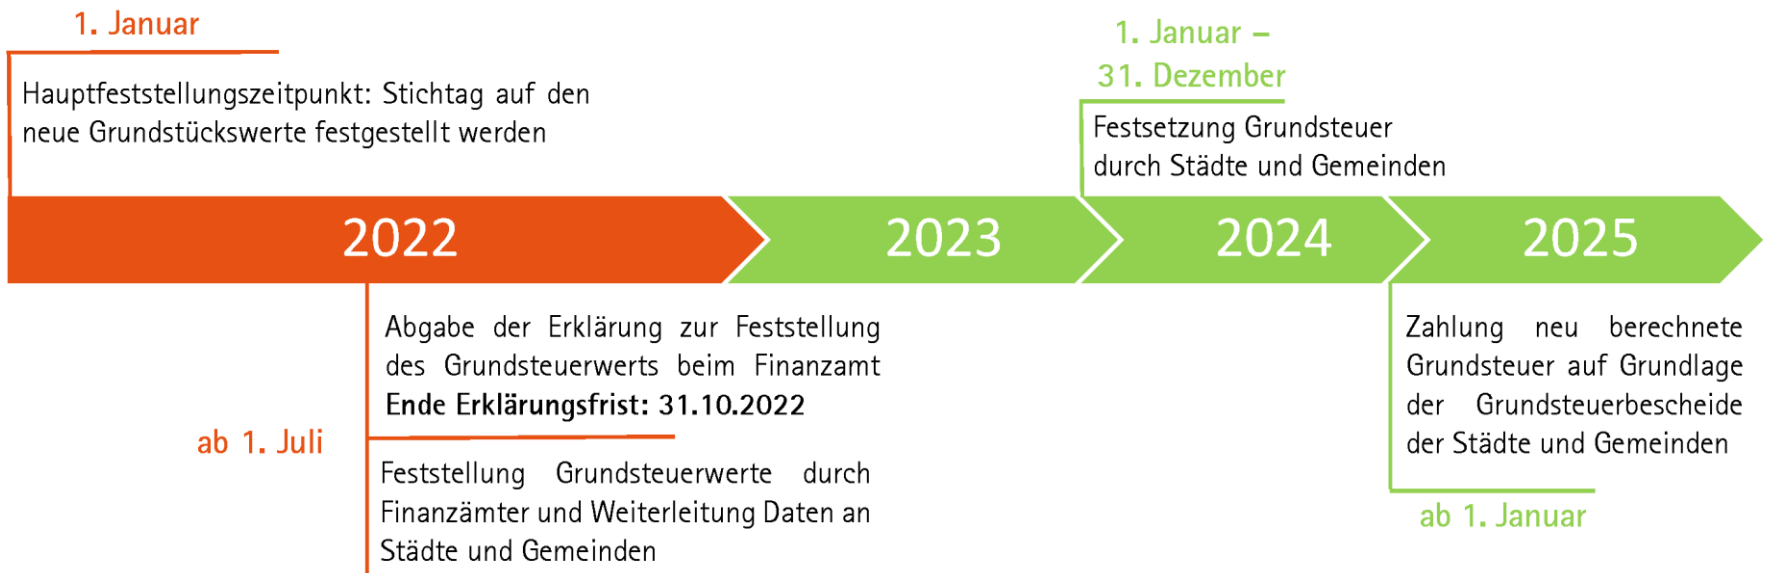 1. Januar
Hauptfeststellungszeitpunkt: Stichtag auf den
neue Grundstückswerte festgestellt werden
1. Januar –
31. Dezember
Festsetzung Grundsteuer
durch Städte und Gemeinden
2022
2023
2024
2025
ab 1. Juli
Abgabe der Erklärung zur Feststellung
des Grundsteuerwerts beim Finanzamt
Ende Erklärungsfrist: 31.10.2022
Feststellung Grundsteuerwerte durch
Finanzämter und Weiterleitung Daten an
Städte und Gemeinden
Zahlung neu berechnete
Grundsteuer auf Grundlage
der Grundsteuerbescheide
der Städte und Gemeinden
ab 1. Januar